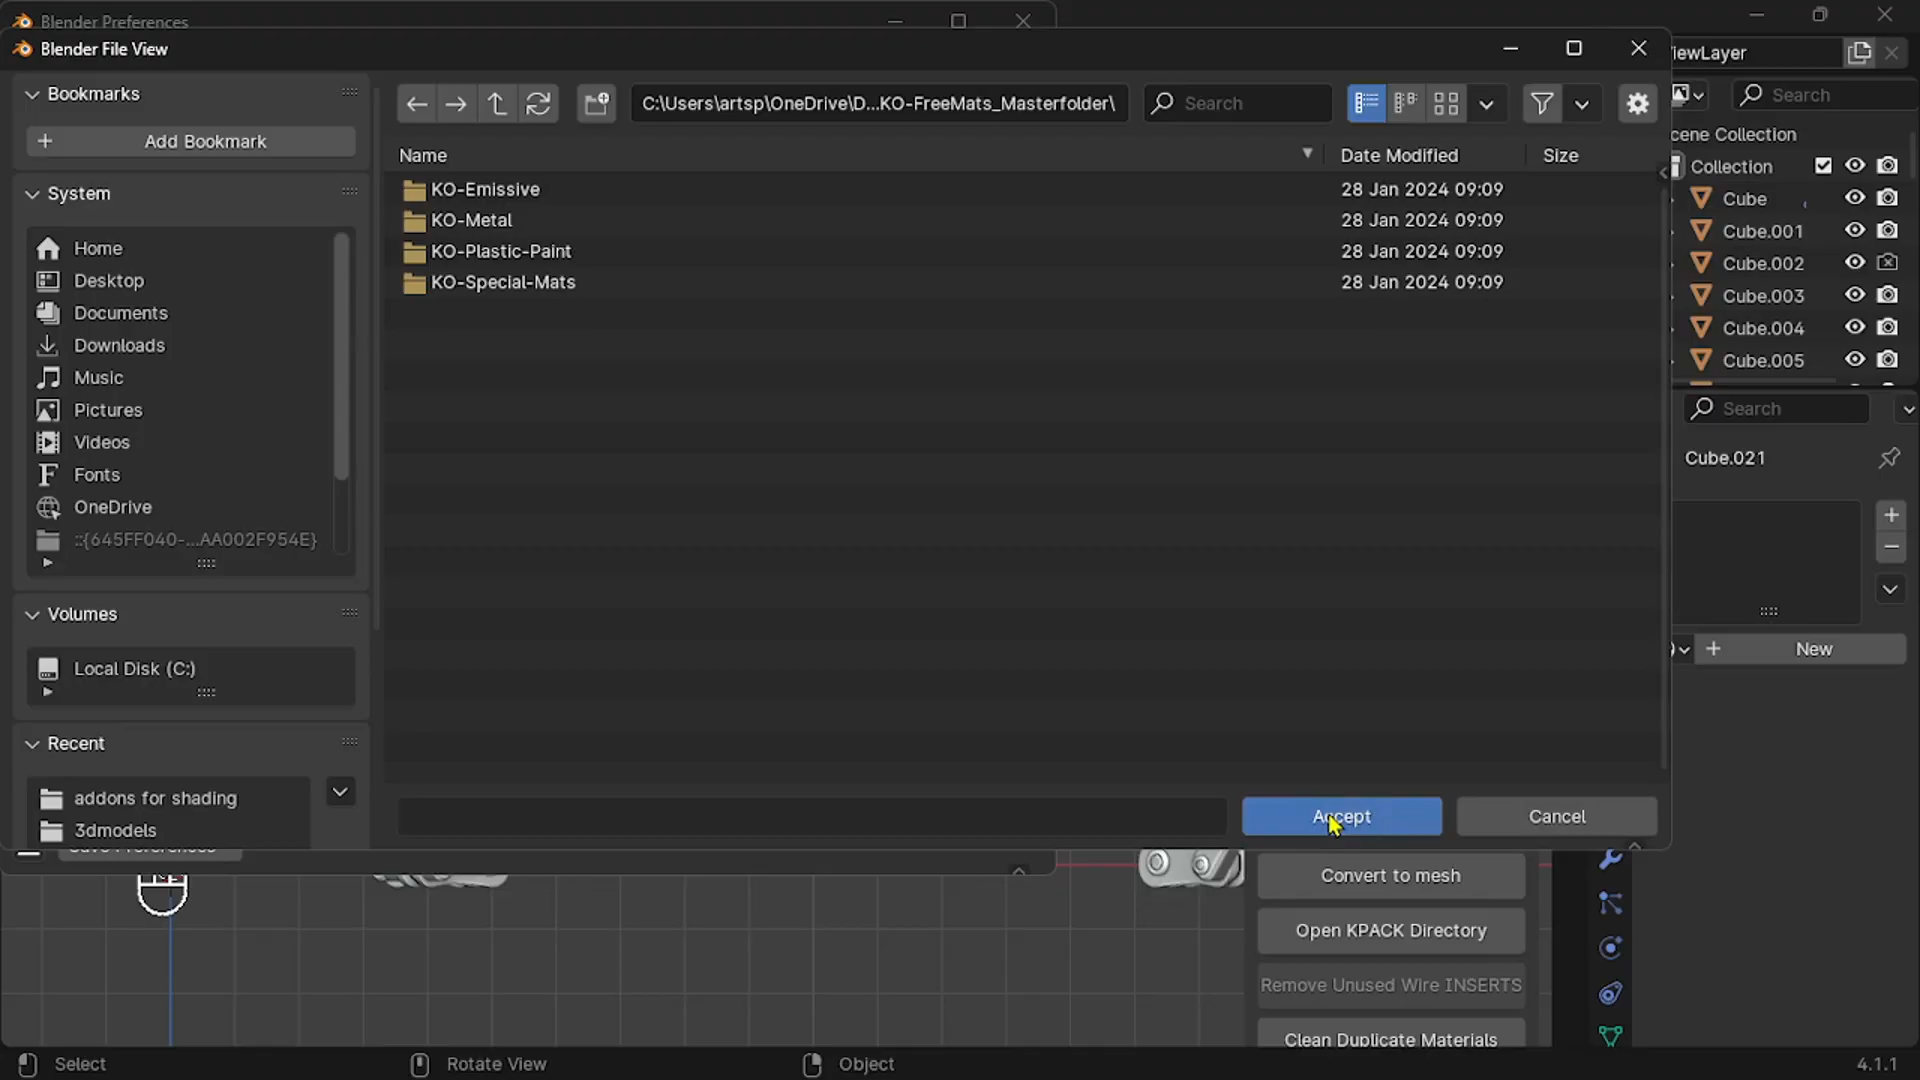 Blender Preferences
Blender File View
Bookmarks
Add Bookmark
System
Home
Desktop
Documents
Downloads
Music
Pictures
Videos
Fonts
OneDrive
::{645FF040-...AA002F954E}
Volumes
Local Disk (C:)
Recent
addons for shading
3dmodels
C:\Users\artsp\OneDrive\D...KO-FreeMats_Masterfolder\
Search
Name
Date Modified
Size
KO-Emissive 28 Jan 2024 09:09
KO-Metal 28 Jan 2024 09:09
KO-Plastic-Paint 28 Jan 2024 09:09
KO-Special-Mats 28 Jan 2024 09:09
Accept
Cancel
iewLayer
Search
cene Collection
Collection
Cube
Cube.001
Cube.002
Cube.003
Cube.004
Cube.005
Search
Cube.021
New
Save Preferences
Convert to mesh
Open KPACK Directory
Remove Unused Wire INSERTS
Clean Duplicate Materials
Select
Rotate View
Object
4.1.1